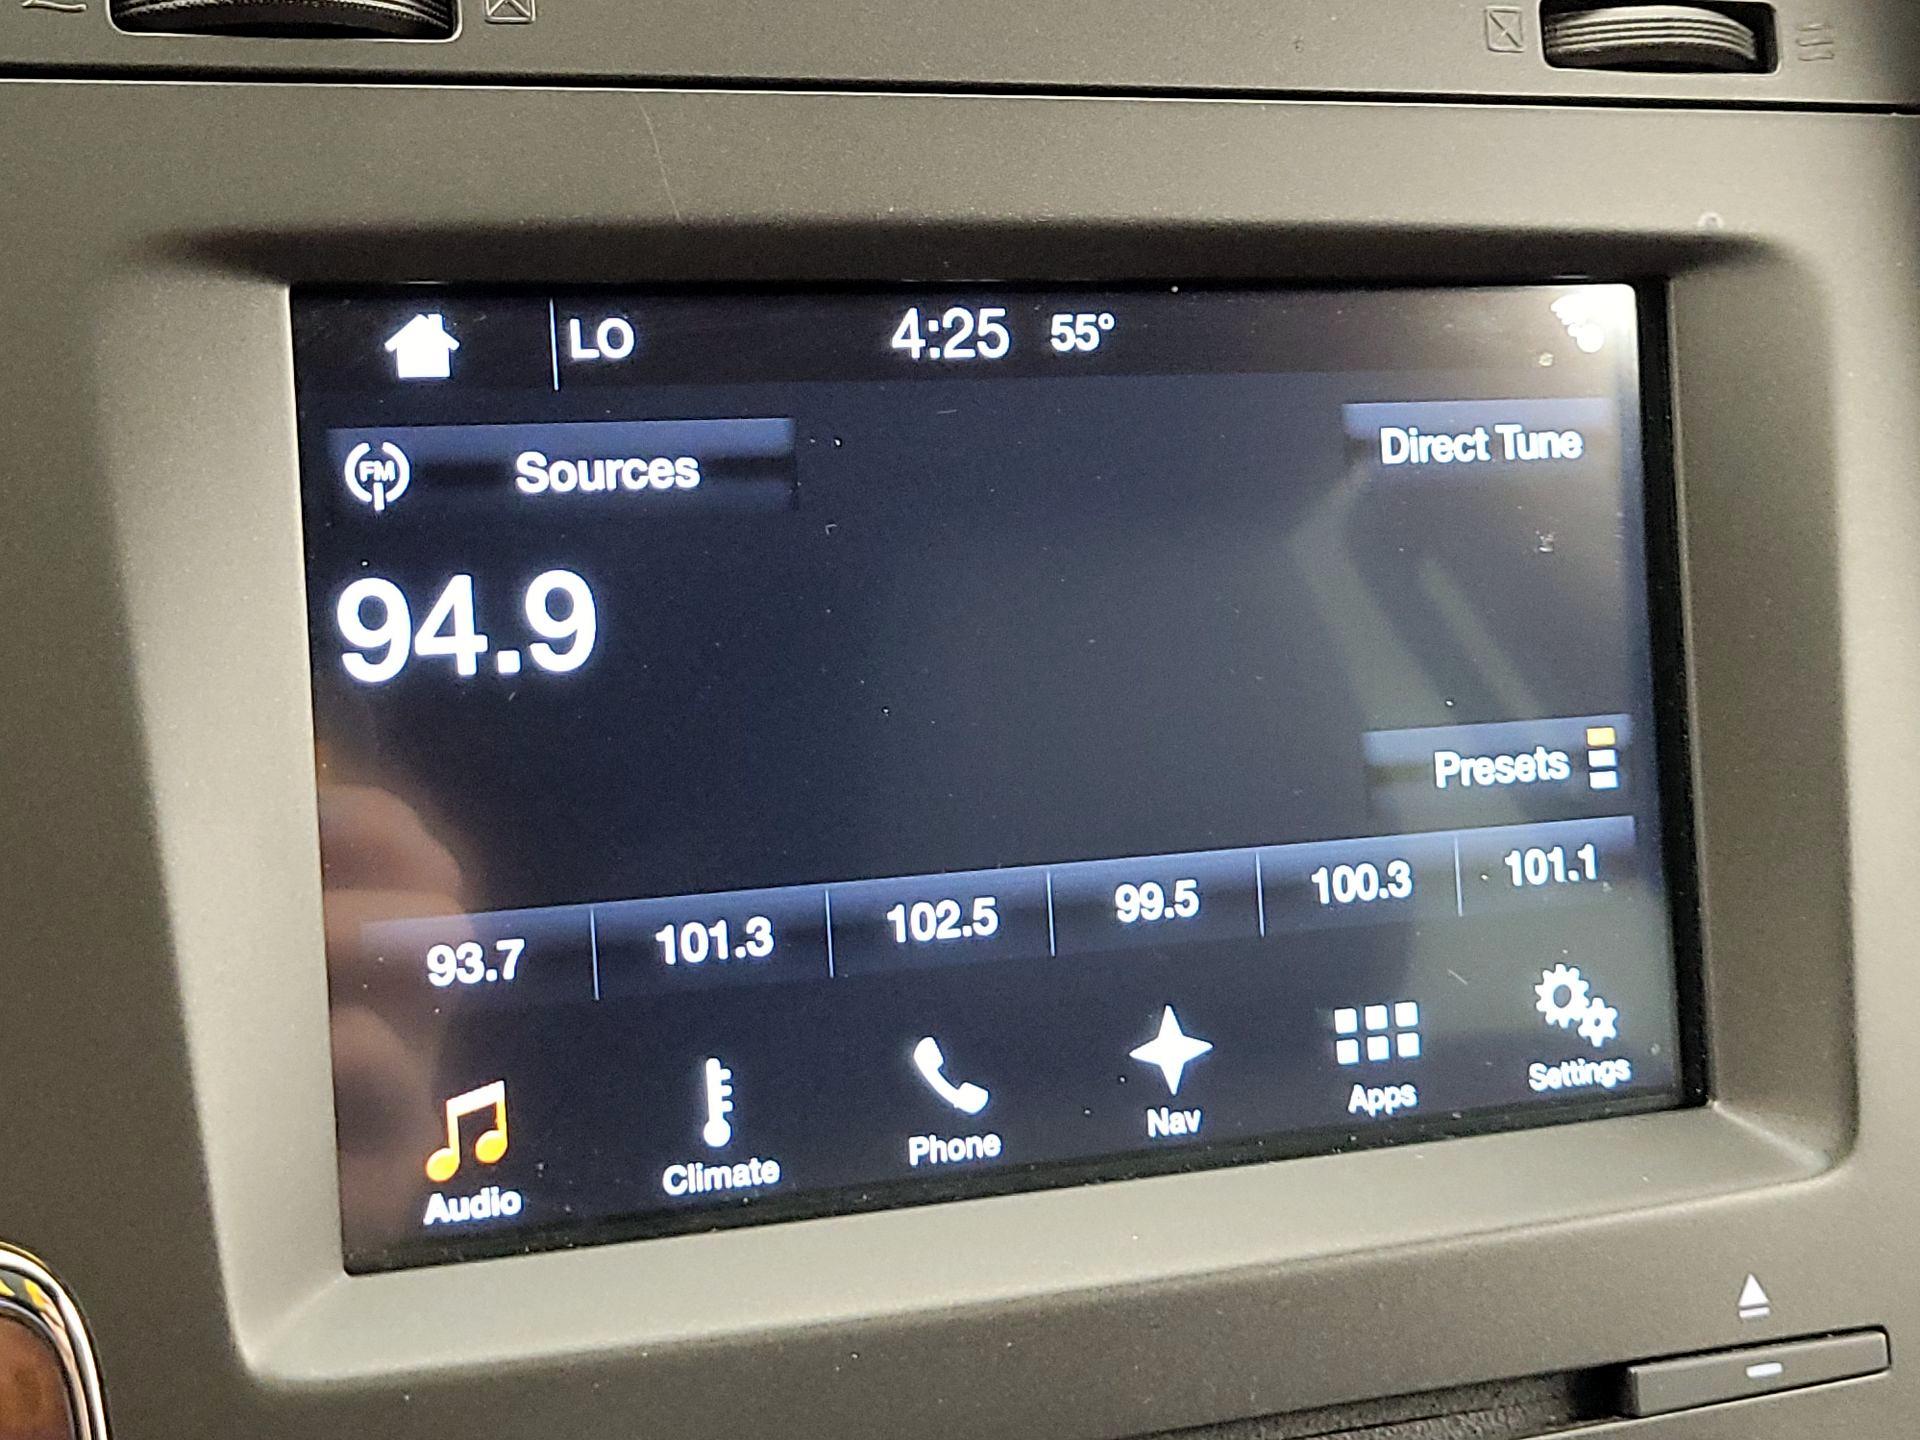 LO 4:25 55°
FM Sources
Direct Tune
94.9
Presets
93.7 101.3 102.5 99.5 100.3 101.1
Audio Climate Phone Nav Apps Settings